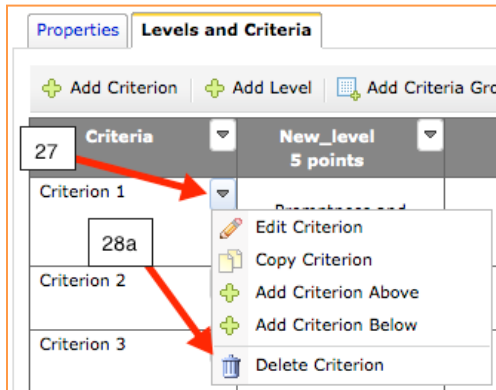 Properties Levels and Criteria
Add Criterion Add Level Add Criteria Gro
Criteria New_level
5 points
27
Criterion 1
Edit Criterion
28a
Copy Criterion
Criterion 2
Add Criterion Above
Add Criterion Below
Criterion 3
Delete Criterion